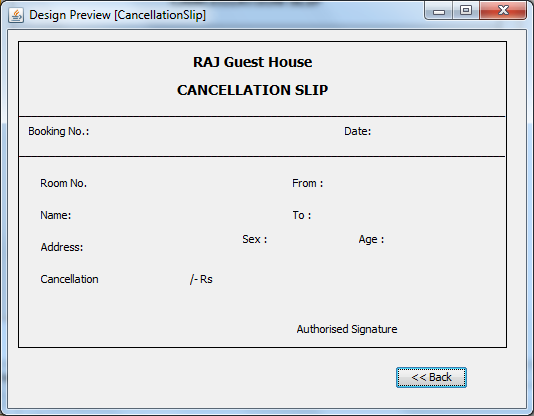 Design Preview [CancellationSlip]
RAJ Guest House
CANCELLATION SLIP
Booking No.: Date:
Room No. From :
Name: To :
Sex : Age :
Address:
Cancellation /- Rs
Authorised Signature
<< Back